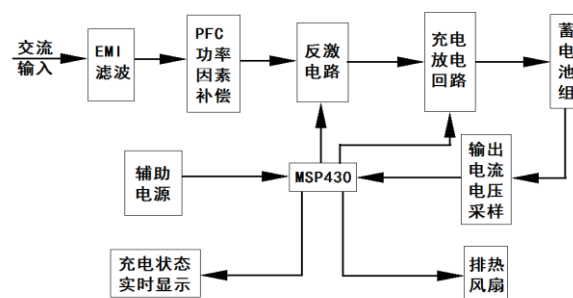 交流
输入
EMI
滤波
PFC
功率
因素
补偿
反激
电路
充电
放电
回路
蓄
电
池
组
辅助
电源
MSP430
输出
电流
电压
采样
充电状态
实时显示
排热
风扇